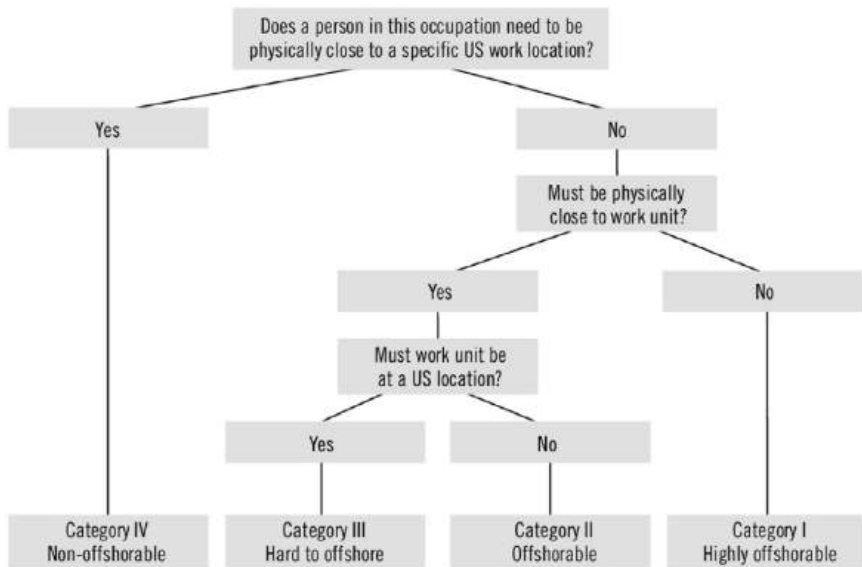 Does a person in this occupation need to be
physically close to a specific US work location?
Yes
No
Must be physically
close to work unit?
Yes
No
Must work unit be
at a US location?
Yes
No
Category IV
Non-offshorable
Category III
Hard to offshore
Category II
Offshorable
Category I
Highly offshorable